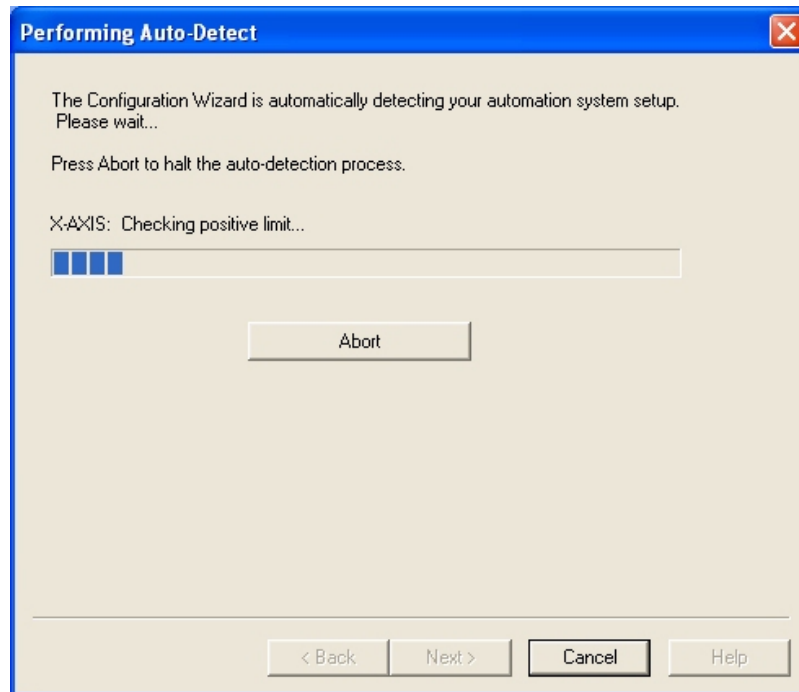 Performing Auto-Detect
The Configuration Wizard is automatically detecting your automation system setup.
Please wait...
Press Abort to halt the auto-detection process.
X-AXIS: Checking positive limit...
Abort
< Back Next > Cancel Help